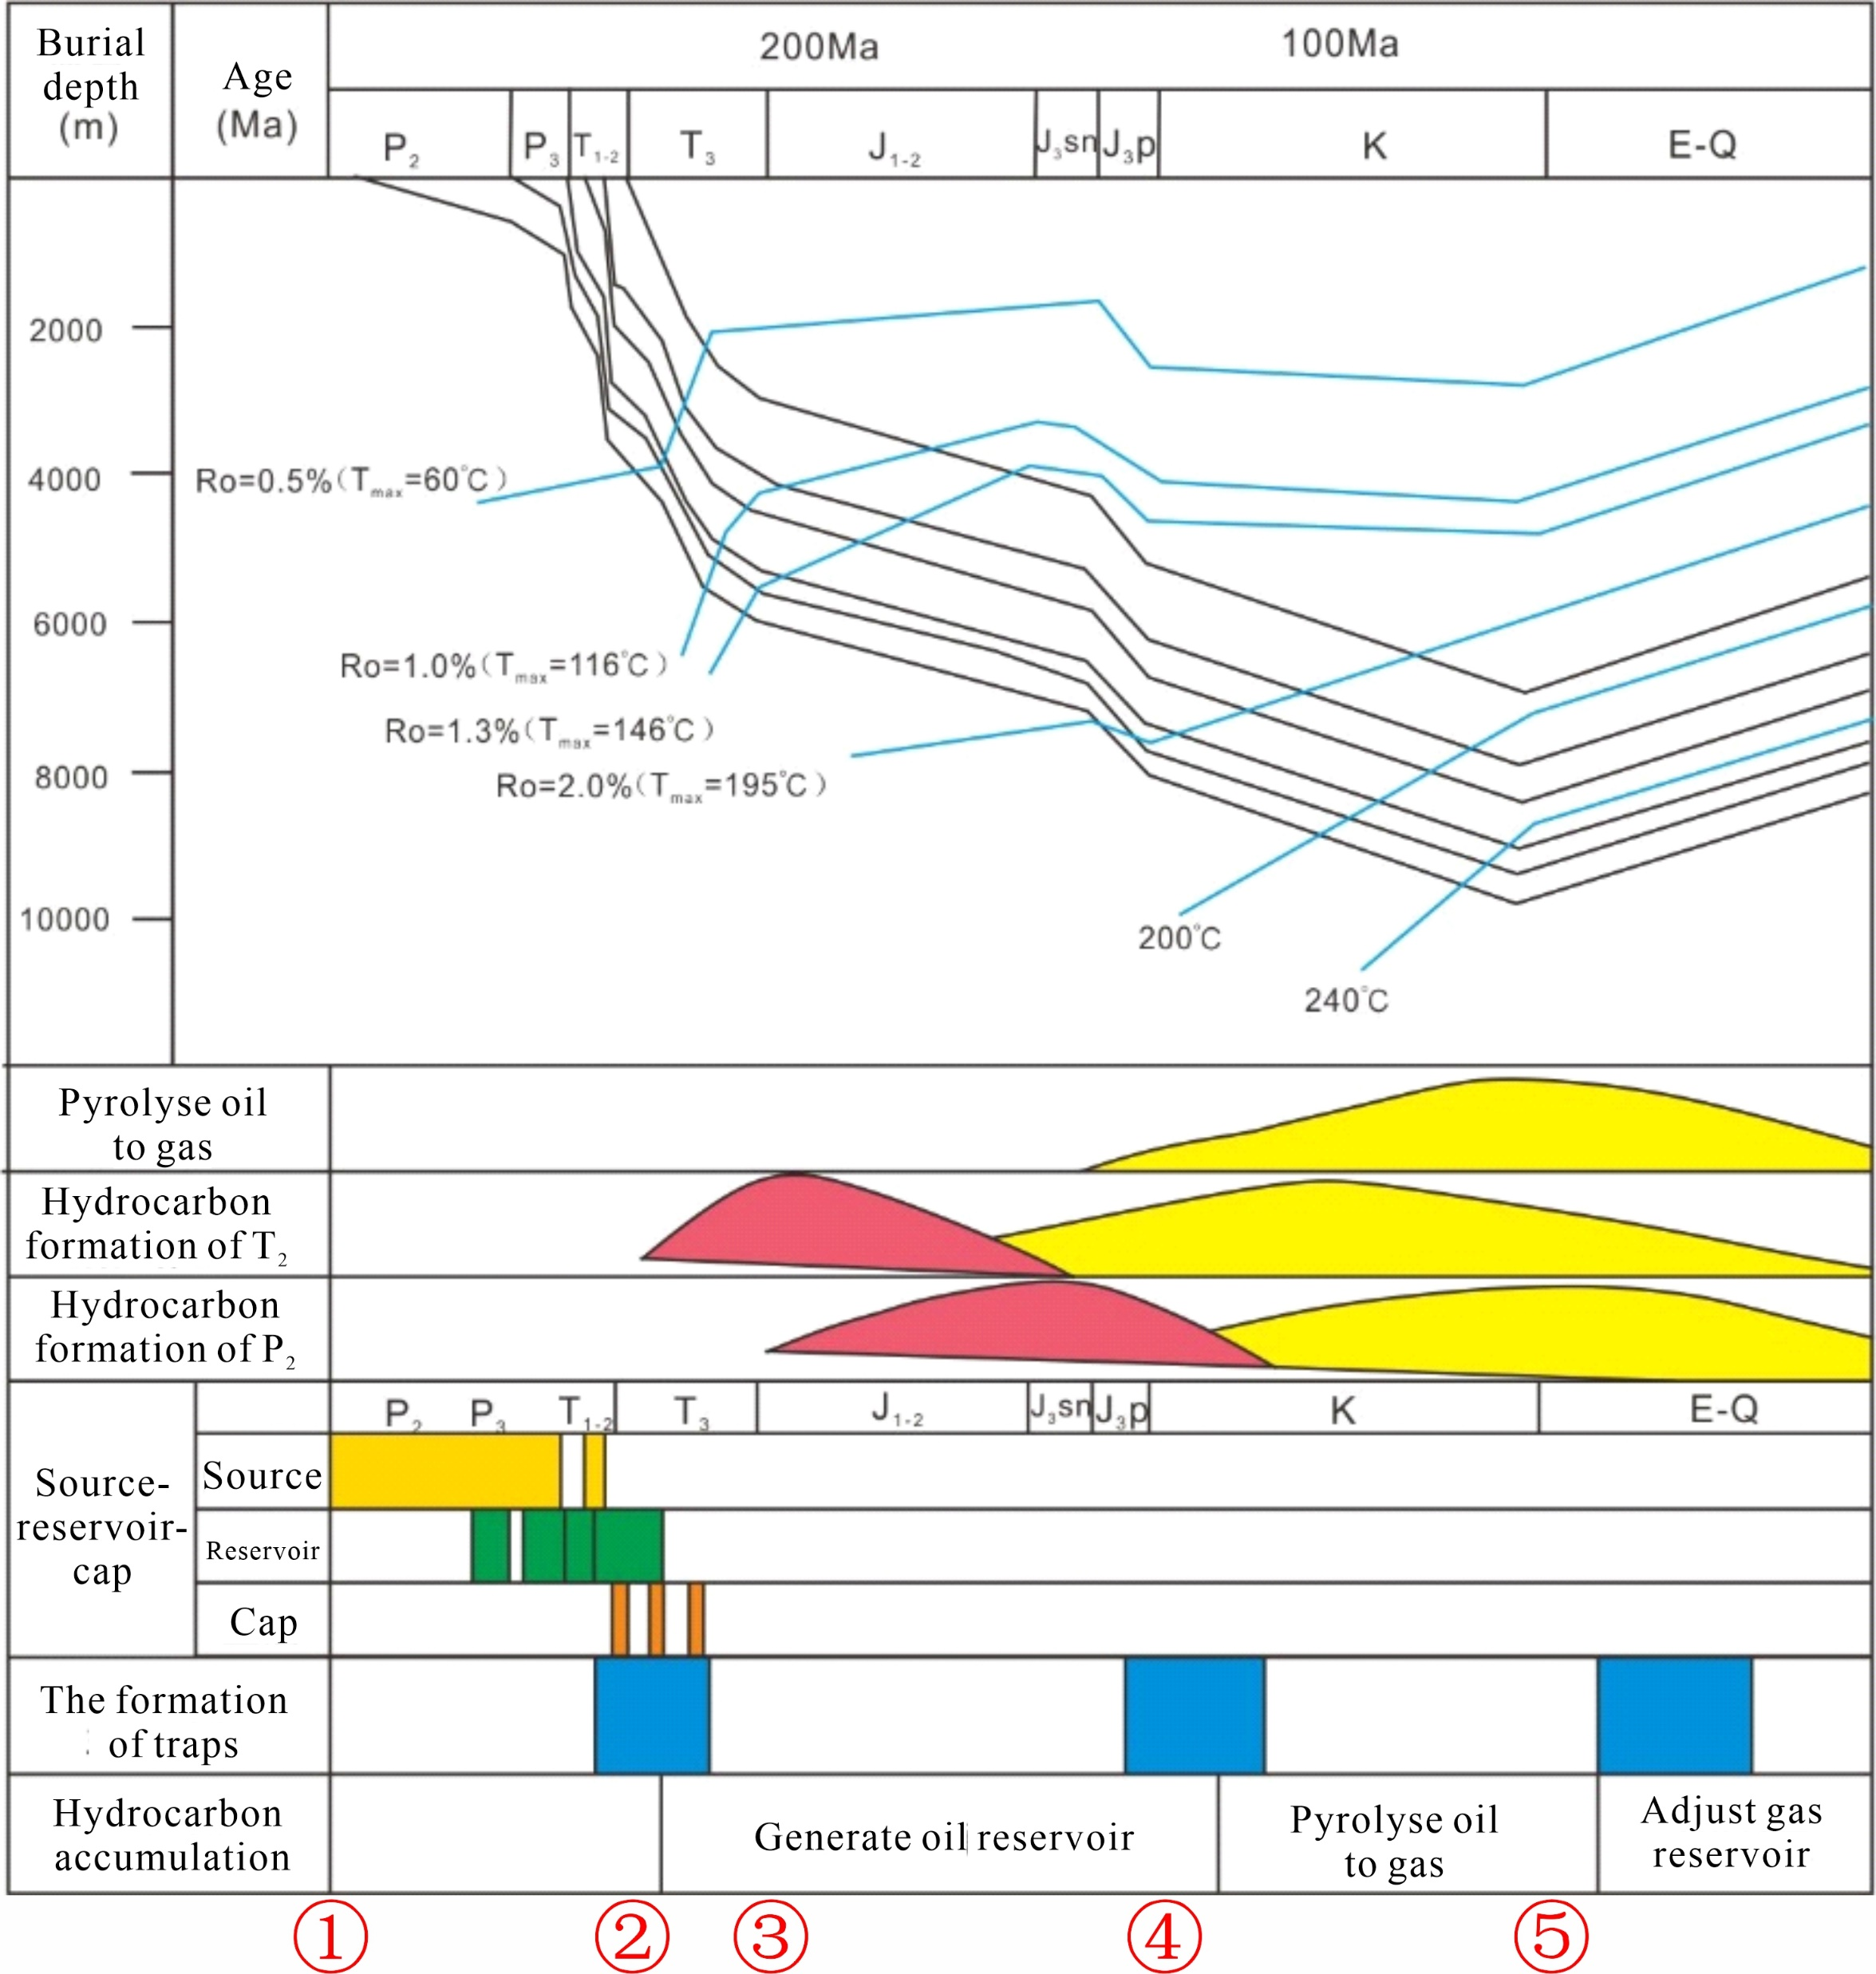 Burial
depth
(m)
Age
(Ma)
200Ma
100Ma
P₂
P₃
T₁₋₂
T₃
J₁₋₂
J₃sn
J₃p
K
E-Q
2000
4000
6000
8000
10000
Ro=0.5%(Tmax=60℃)
Ro=1.0%(Tmax=116℃)
Ro=1.3%(Tmax=146℃)
Ro=2.0%(Tmax=195℃)
200℃
240℃
Pyrolyse oil
to gas
Hydrocarbon
formation of T₂
Hydrocarbon
formation of P₂
P₂
P₃
T₁₋₂
T₃
J₁₋₂
J₃sn
J₃p
K
E-Q
Source-
reservoir-
cap
Source
Reservoir
Cap
The formation
of traps
Hydrocarbon
accumulation
Generate oil reservoir
Pyrolyse oil
to gas
Adjust gas
reservoir
① ② ③ ④ ⑤